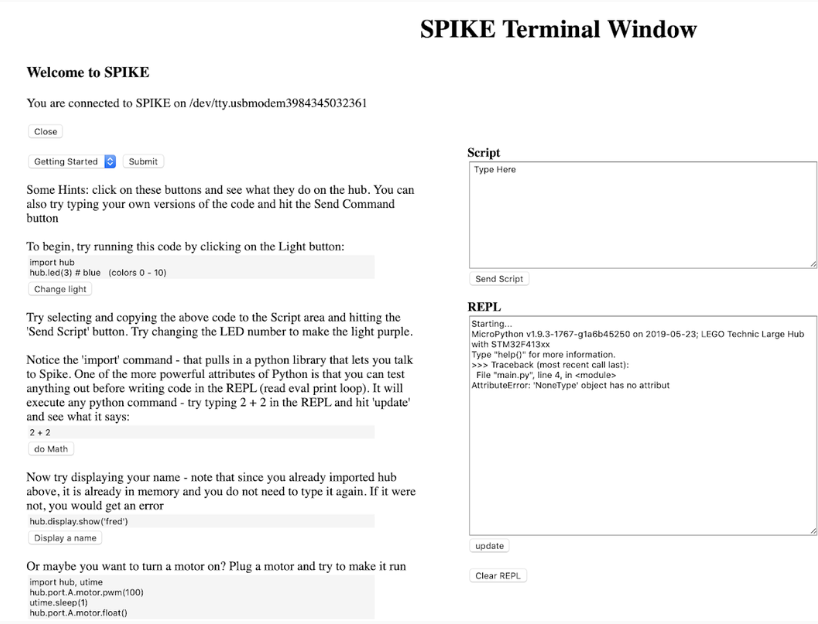 SPIKE Terminal Window
Welcome to SPIKE
You are connected to SPIKE on /dev/tty.usbmodem3984345032361
Close
Getting Started
Submit
Some Hints: click on these buttons and see what they do on the hub. You can
also try typing your own versions of the code and hit the Send Command
button
To begin, try running this code by clicking on the Light button:
import hub
hub.led(3) # blue (colors 0 - 10)
Change light
Try selecting and copying the above code to the Script area and hitting the
'Send Script' button. Try changing the LED number to make the light purple.
Notice the 'import' command - that pulls in a python library that lets you talk
to Spike. One of the more powerful attributes of Python is that you can test
anything out before writing code in the REPL (read eval print loop). It will
execute any python command - try typing 2 + 2 in the REPL and hit 'update'
and see what it says:
2 + 2
do Math
Now try displaying your name - note that since you already imported hub
above, it is already in memory and you do not need to type it again. If it were
not, you would get an error
hub.display.show('fred')
Display a name
Or maybe you want to turn a motor on? Plug a motor and try to make it run
import hub, utime
hub.port.A.motor.pwm(100)
utime.sleep(1)
hub.port.A.motor.float()
Script
Type Here
Send Script
REPL
Starting...
MicroPython v1.9.3-1767-g1a6b45250 on 2019-05-23; LEGO Technic Large Hub
with STM32F413xx
Type "help()" for more information.
>>> Traceback (most recent call last):
File "main.py", line 4, in <module>
AttributeError: 'NoneType' object has no attribut
update
Clear REPL